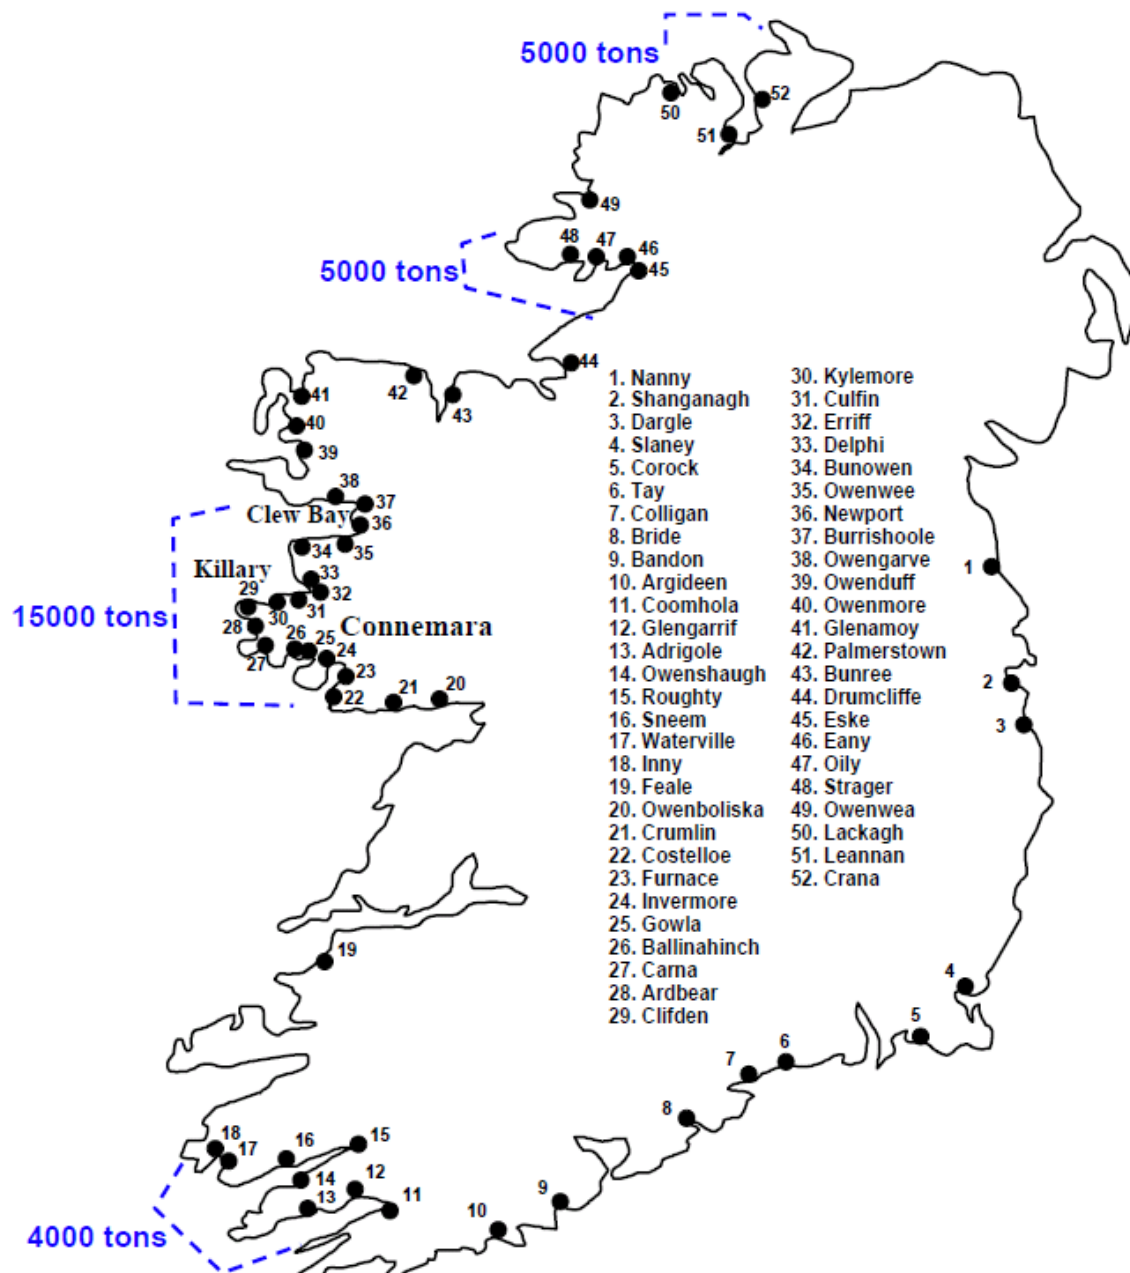 5000 tons
52
50
51
49
48
47
46
45
5000 tons
44
41
42
43
40
39
38
37
Clew Bay
36
34
35
Killary
33
32
29
30
31
15000 tons
28
Connemara
26
25
27
24
23
22
21
20
1. Nanny
2. Shanganagh
3. Dargle
4. Slaney
5. Corock
6. Tay
7. Colligan
8. Bride
9. Bandon
10. Argideen
11. Coomhola
12. Glengarrif
13. Adrigole
14. Owenshaugh
15. Roughty
16. Sneem
17. Waterville
18. Inny
19. Feale
20. Owenboliska
21. Crumlin
22. Costelloe
23. Furnace
24. Invermore
25. Gowla
26. Ballinahinch
27. Carna
28. Ardbear
29. Clifden
30. Kylemore
31. Culfin
32. Erriff
33. Delphi
34. Bunowen
35. Owenwee
36. Newport
37. Burrishoole
38. Owengarve
39. Owenduff
40. Owenmore
41. Glenamoy
42. Palmerstown
43. Bunree
44. Drumcliffe
45. Eske
46. Eany
47. Oily
48. Strager
49. Owenwea
50. Lackagh
51. Leannan
52. Crana
1
2
3
19
4
5
6
7
8
18
17
16
15
14
13
12
11
9
10
4000 tons